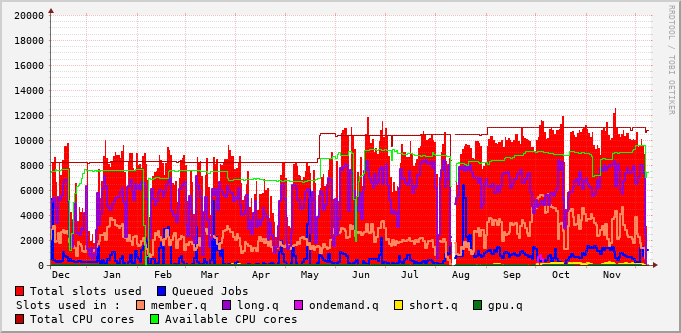 20000
18000
16000
14000
12000
10000
8000
6000
4000
2000
0
Dec Jan Feb Mar Apr May Jun Jul Aug Sep Oct Nov
RRDTOOL / TOBI OETIKER
Total slots used Queued Jobs
Slots used in : member.q long.q ondemand.q short.q gpu.q
Total CPU cores Available CPU cores